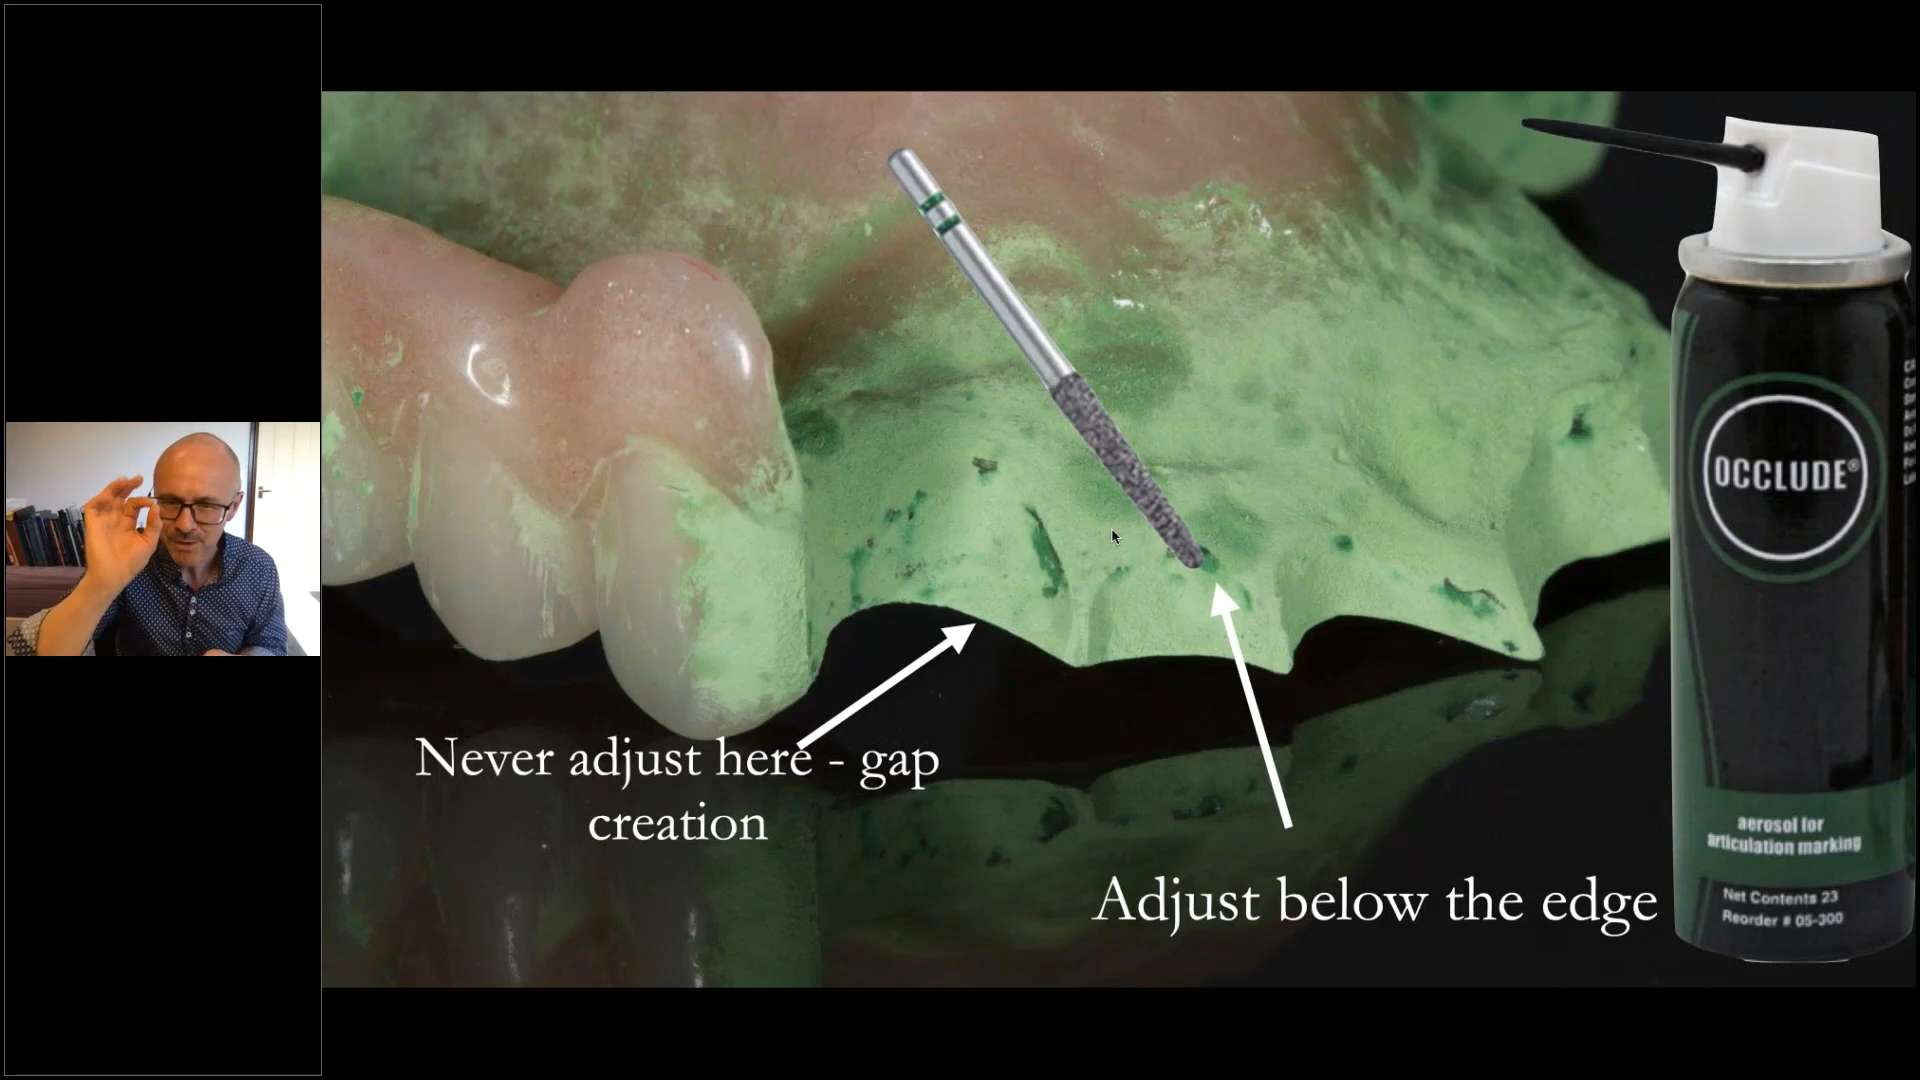 Never adjust here - gap
creation
Adjust below the edge
OCCLUDE®
aerosol for
articulation marking
Net Contents 23
Reorder # 05-300